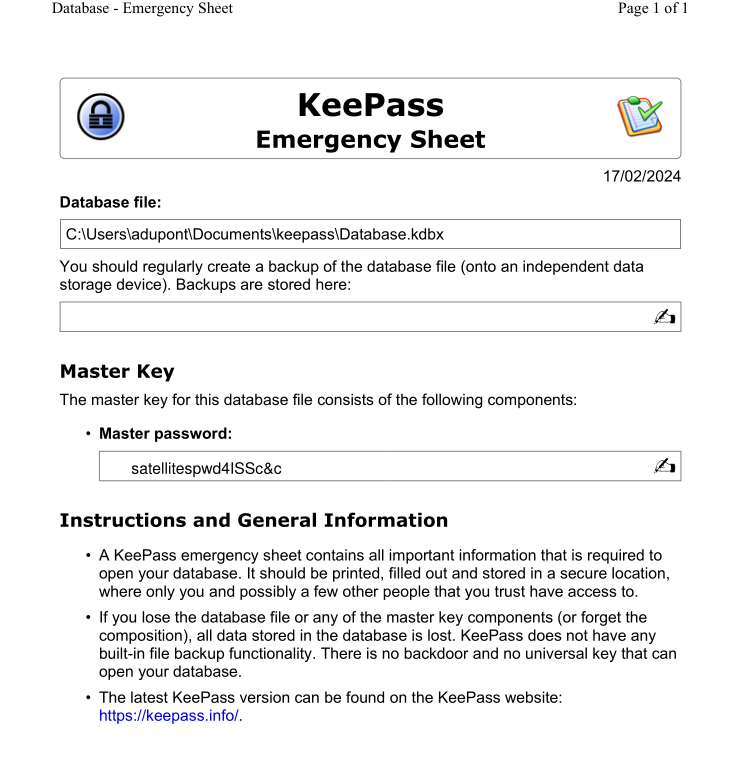 Database - Emergency Sheet Page 1 of 1
KeePass
Emergency Sheet
17/02/2024
Database file:
C:\Users\adupont\Documents\keepass\Database.kdbx
You should regularly create a backup of the database file (onto an independent data
storage device). Backups are stored here:
Master Key
The master key for this database file consists of the following components:
• Master password:
satellitespwd4ISSc&c
Instructions and General Information
• A KeePass emergency sheet contains all important information that is required to
open your database. It should be printed, filled out and stored in a secure location,
where only you and possibly a few other people that you trust have access to.
• If you lose the database file or any of the master key components (or forget the
composition), all data stored in the database is lost. KeePass does not have any
built-in file backup functionality. There is no backdoor and no universal key that can
open your database.
• The latest KeePass version can be found on the KeePass website:
https://keepass.info/.